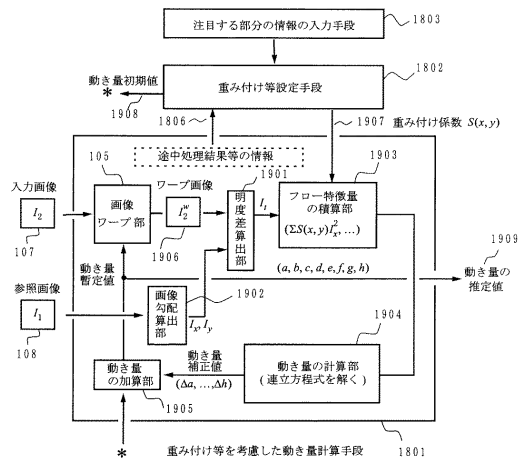 注目する部分の情報の入力手段
1803
動き量初期値
*
1908
重み付け等設定手段
1802
1806
1907
重み付け係数 S(x, y)
途中処理結果等の情報
1903
105
ワープ画像
1901
入力画像
I₂
107
画像
ワープ部
I₂ʷ
1906
明度差算出部
Iₜ
フロー特徴量
の積算部
(ΣS(x, y)Iₓ², …)
1909
動き量
暫定値
(a, b, c, d, e, f, g, h)
動き量の
推定値
参照画像
I₁
108
画像勾配算出部
1902
Iₓ, Iᵧ
1904
動き量
補正値
(Δa, …, Δh)
動き量の計算部
(連立方程式を解く)
動き量
の加算部
1905
*
重み付け等を考慮した動き量計算手段
1801